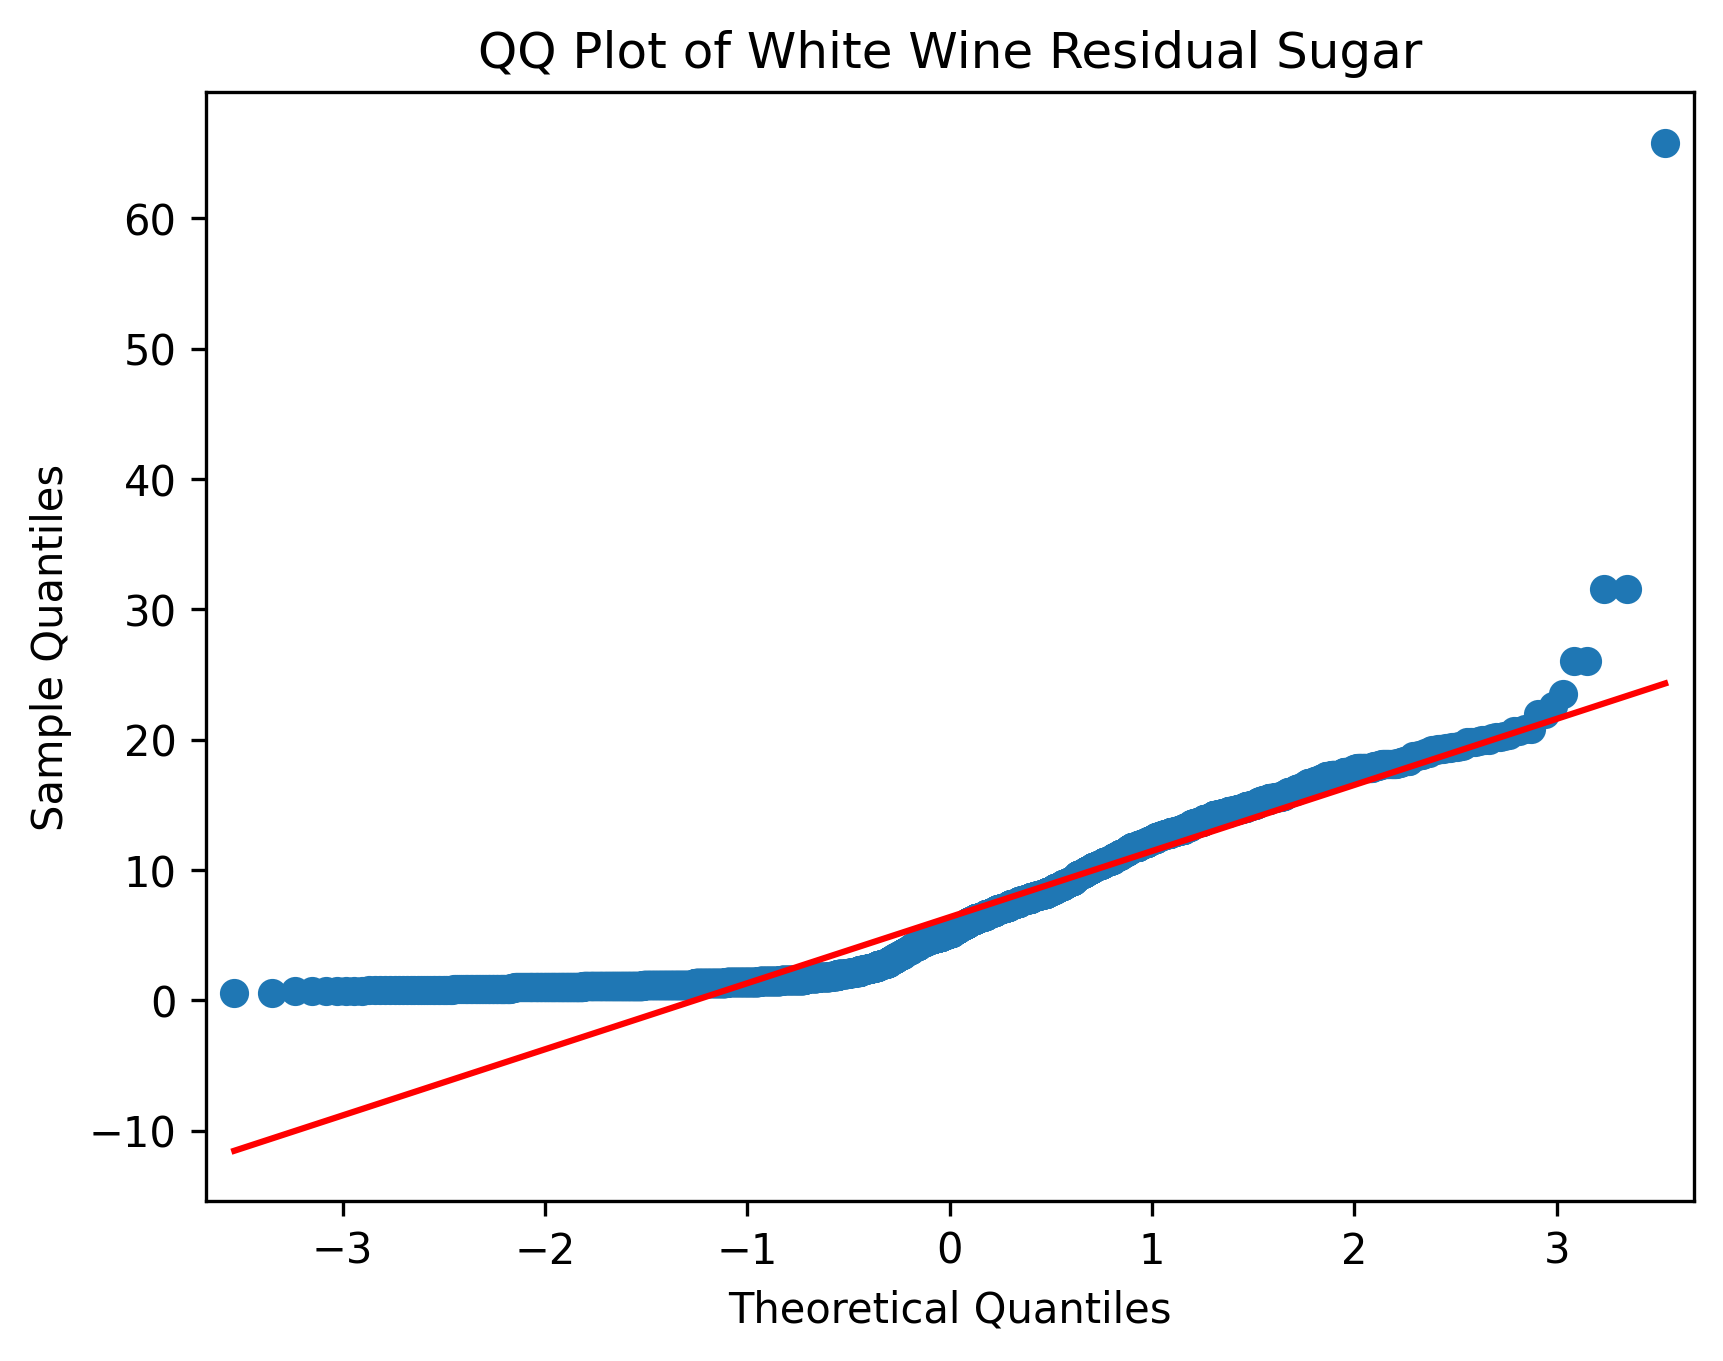 QQ Plot of White Wine Residual Sugar
60
50
40
30
20
10
0
−10
Sample Quantiles
−3 −2 −1 0 1 2 3
Theoretical Quantiles